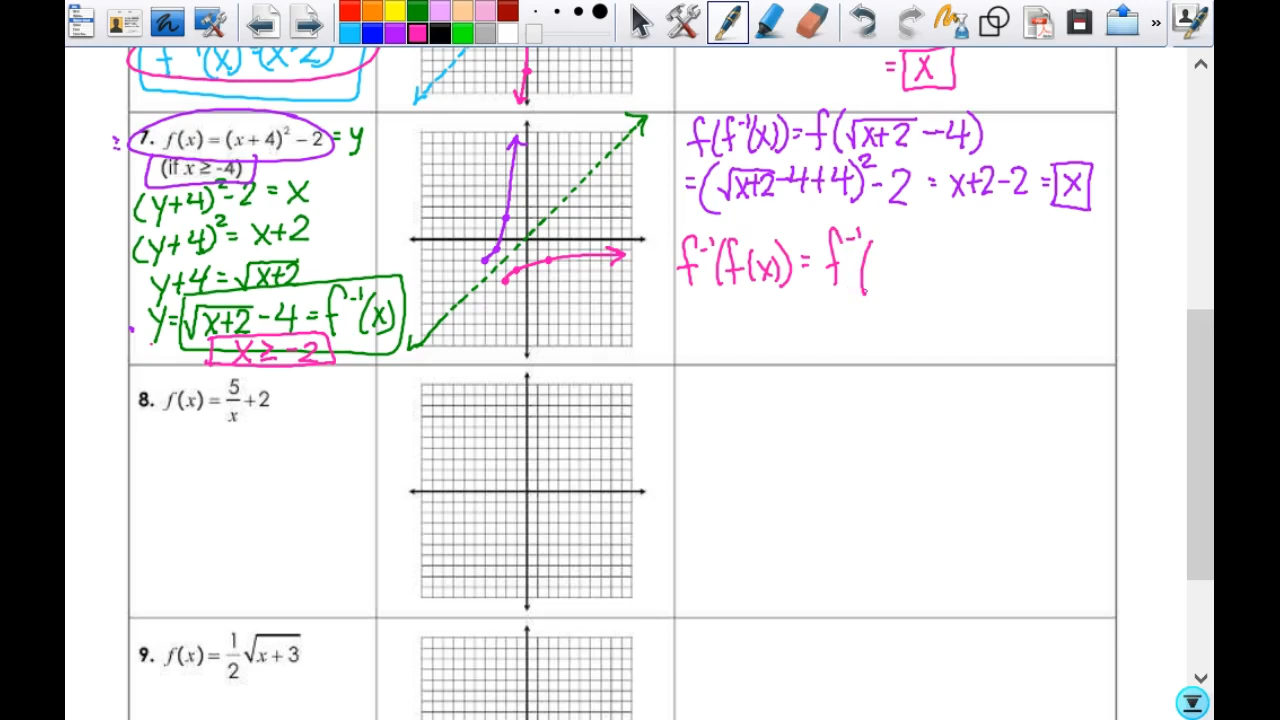 f⁻¹(x) = (x-2)
= x
7. f(x) = (x + 4)² − 2 = y
(if x ≥ -4)
(y+4)² - 2 = x
(y+4)² = x+2
y+4 = √x+2
y = √x+2 - 4 = f⁻¹(x)
x ≥ -2
f(f⁻¹(x)) = f(√x+2 - 4)
= (√x+2 - 4+4)² - 2 = x+2-2 = x
f⁻¹(f(x)) = f⁻¹(
8. f(x) = 5/x + 2
9. f(x) = 1/2 √x + 3